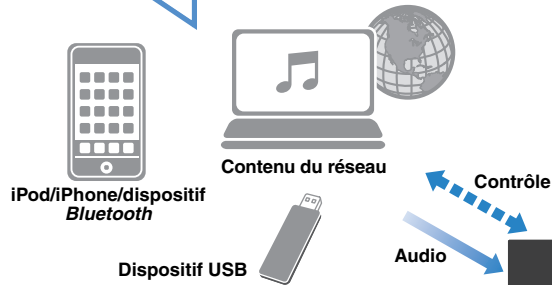 Contenu du réseau
iPod/iPhone/dispositif
Bluetooth
Contrôle
Audio
Dispositif USB